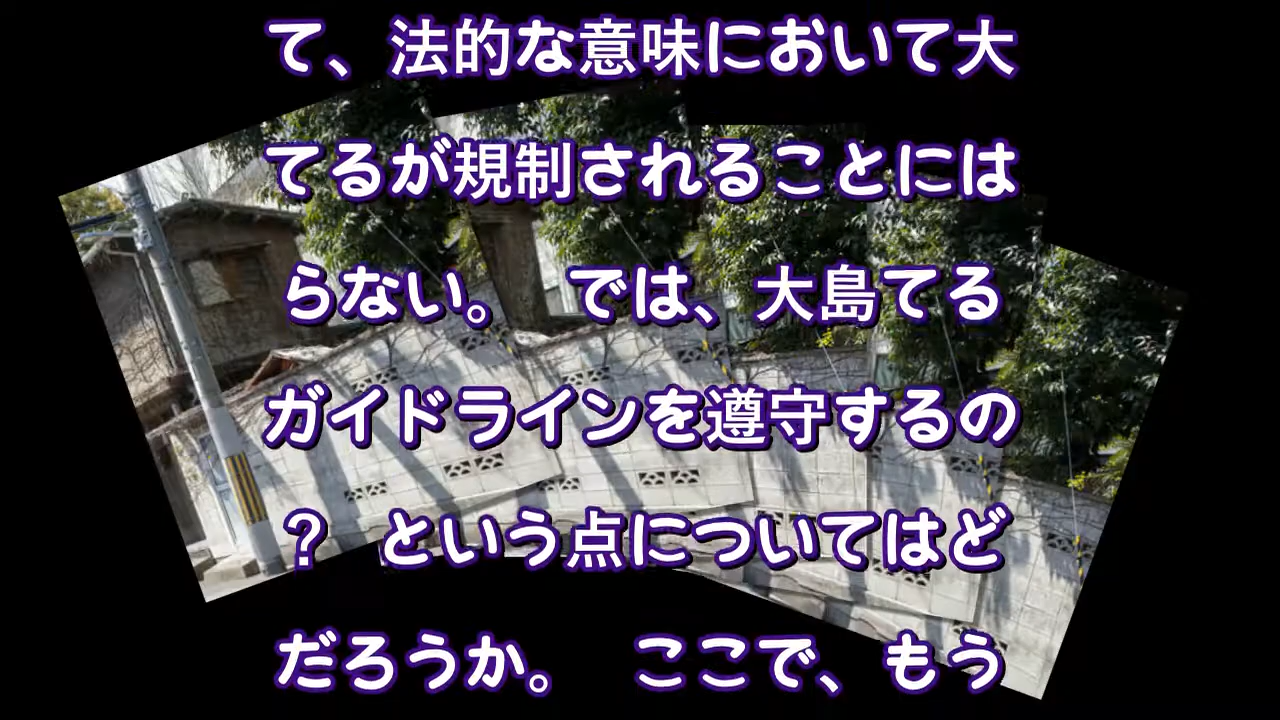 て、法的な意味において大
てるが規制されることには
らない。　では、大島てる
ガイドラインを遵守するの
？　という点についてはど
だろうか。　ここで、もう